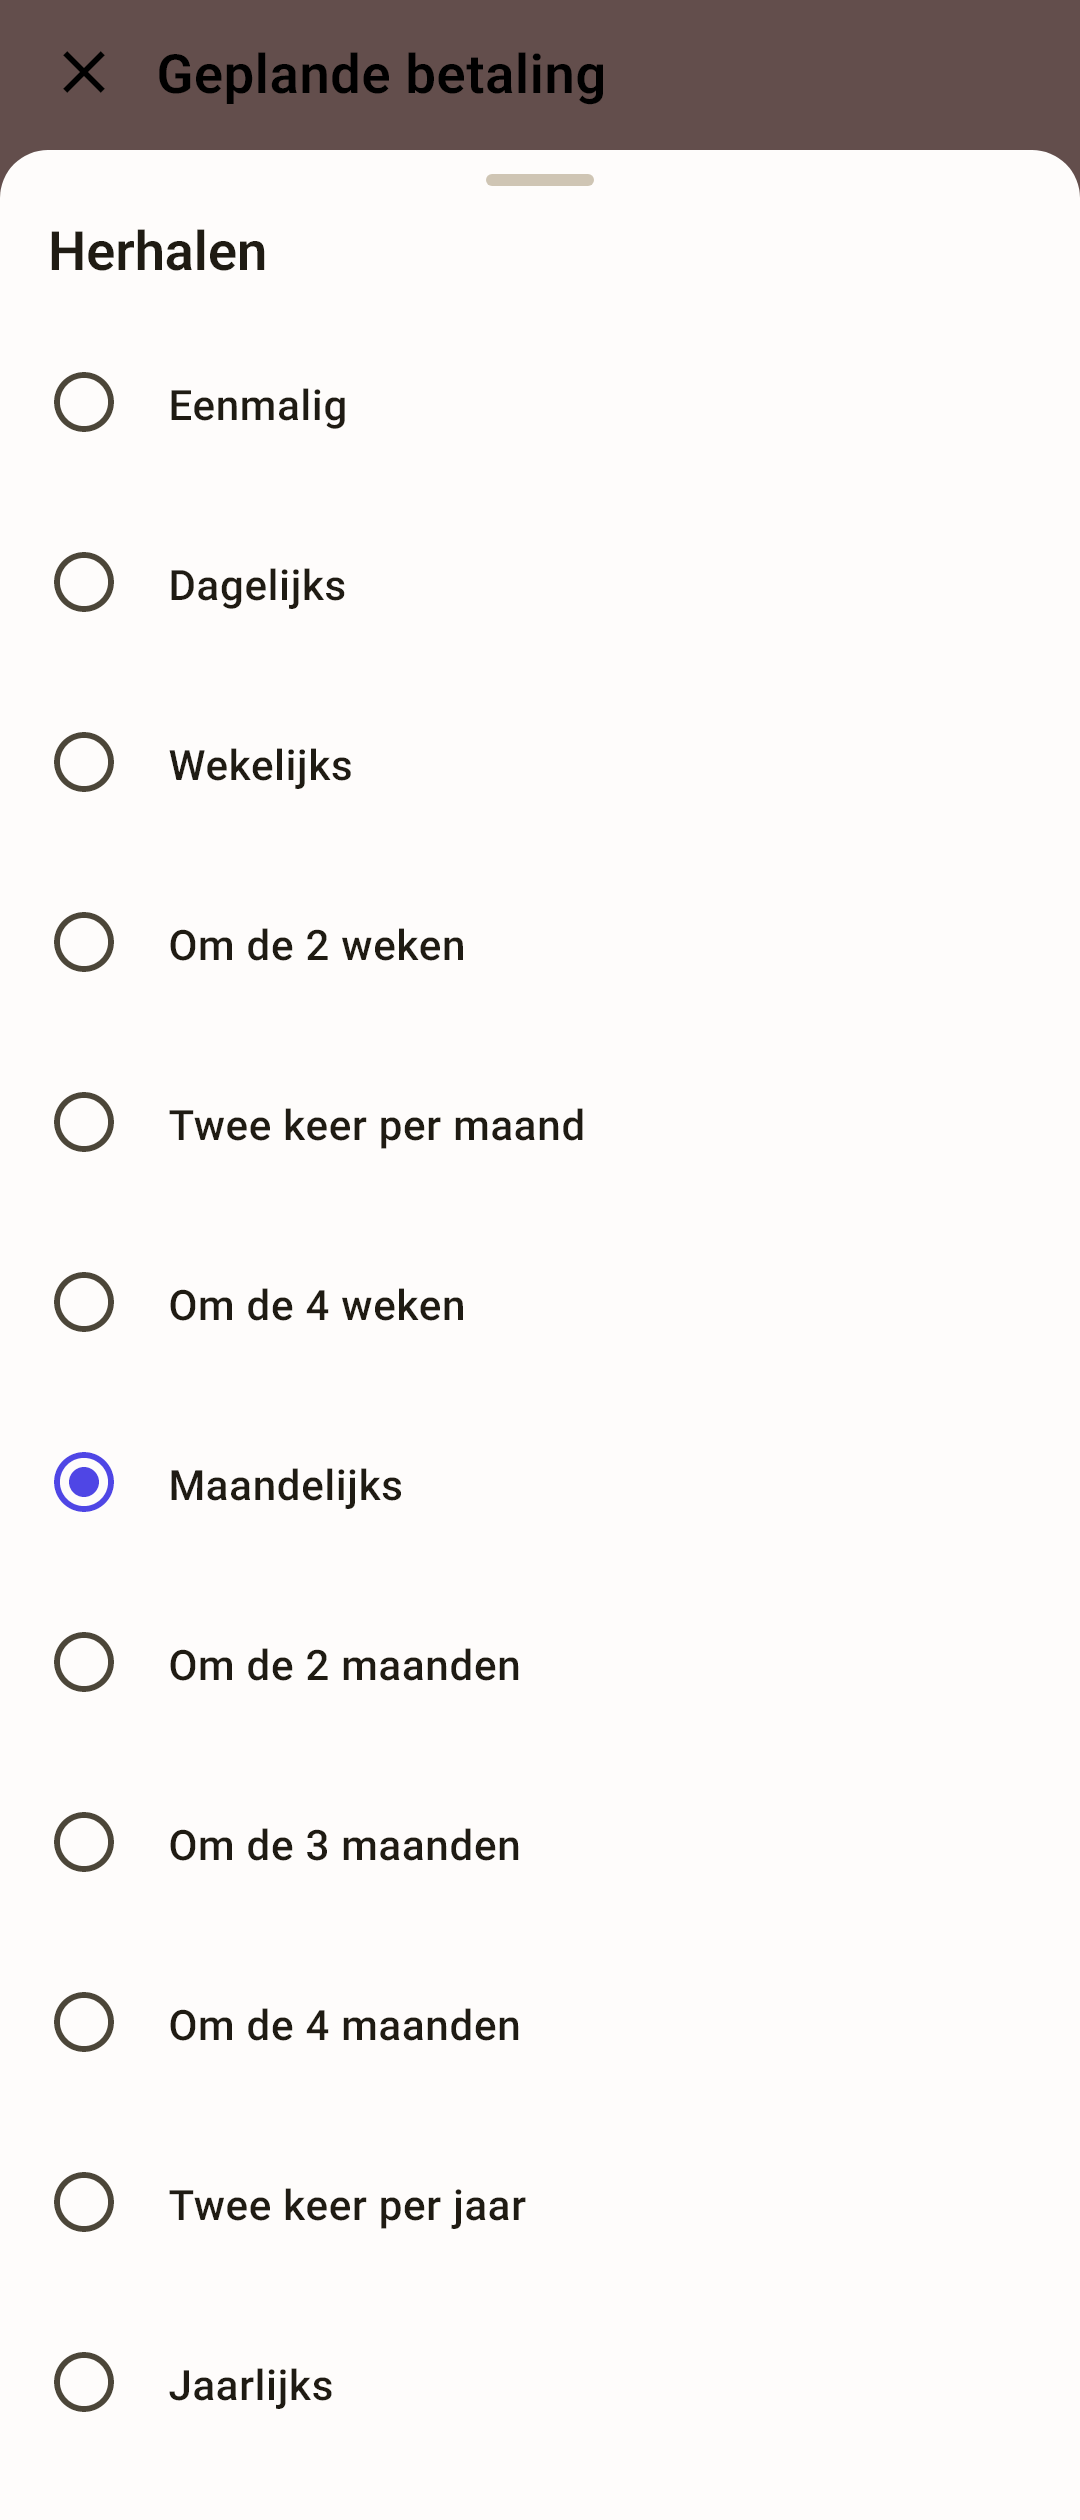 Geplande betaling
Herhalen
Eenmalig
Dagelijks
Wekelijks
Om de 2 weken
Twee keer per maand
Om de 4 weken
Maandelijks
Om de 2 maanden
Om de 3 maanden
Om de 4 maanden
Twee keer per jaar
Jaarlijks